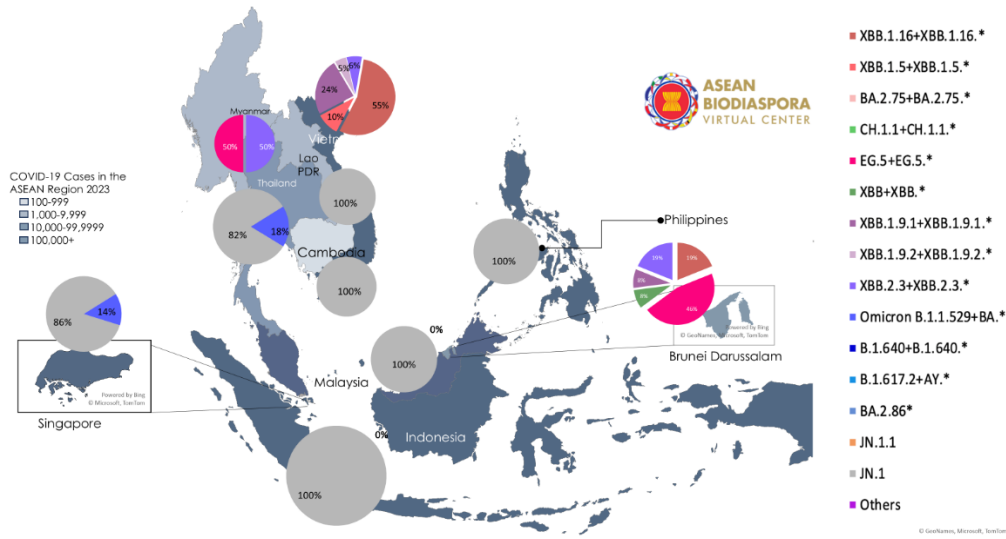 5%
6%
24%
55%
10%
Myanmar
Vietn
50%
50%
Lao
PDR
Thailand
COVID-19 Cases in the
ASEAN Region 2023
100-999
1,000-9,999
10,000-99,9999
100,000+
100%
82%
18%
Cambodia
100%
100%
Philippines
19%
19%
8%
8%
46%
Powered by Bing
© GeoNames, Microsoft, TomTom
Brunei Darussalam
86%
14%
Powered by Bing
© Microsoft, TomTom
Singapore
0%
100%
Malaysia
0%
Indonesia
100%
ASEAN
BIODIASPORA
VIRTUAL CENTER
XBB.1.16+XBB.1.16.*
XBB.1.5+XBB.1.5.*
BA.2.75+BA.2.75.*
CH.1.1+CH.1.1.*
EG.5+EG.5.*
XBB+XBB.*
XBB.1.9.1+XBB.1.9.1.*
XBB.1.9.2+XBB.1.9.2.*
XBB.2.3+XBB.2.3.*
Omicron B.1.1.529+BA.*
B.1.640+B.1.640.*
B.1.617.2+AY.*
BA.2.86*
JN.1.1
JN.1
Others
© GeoNames, Microsoft, TomTom